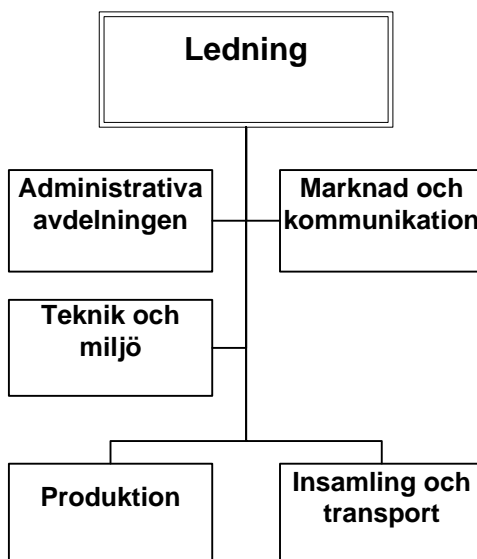 Ledning
Administrativa
avdelningen
Marknad och
kommunikation
Teknik och
miljö
Produktion
Insamling och
transport